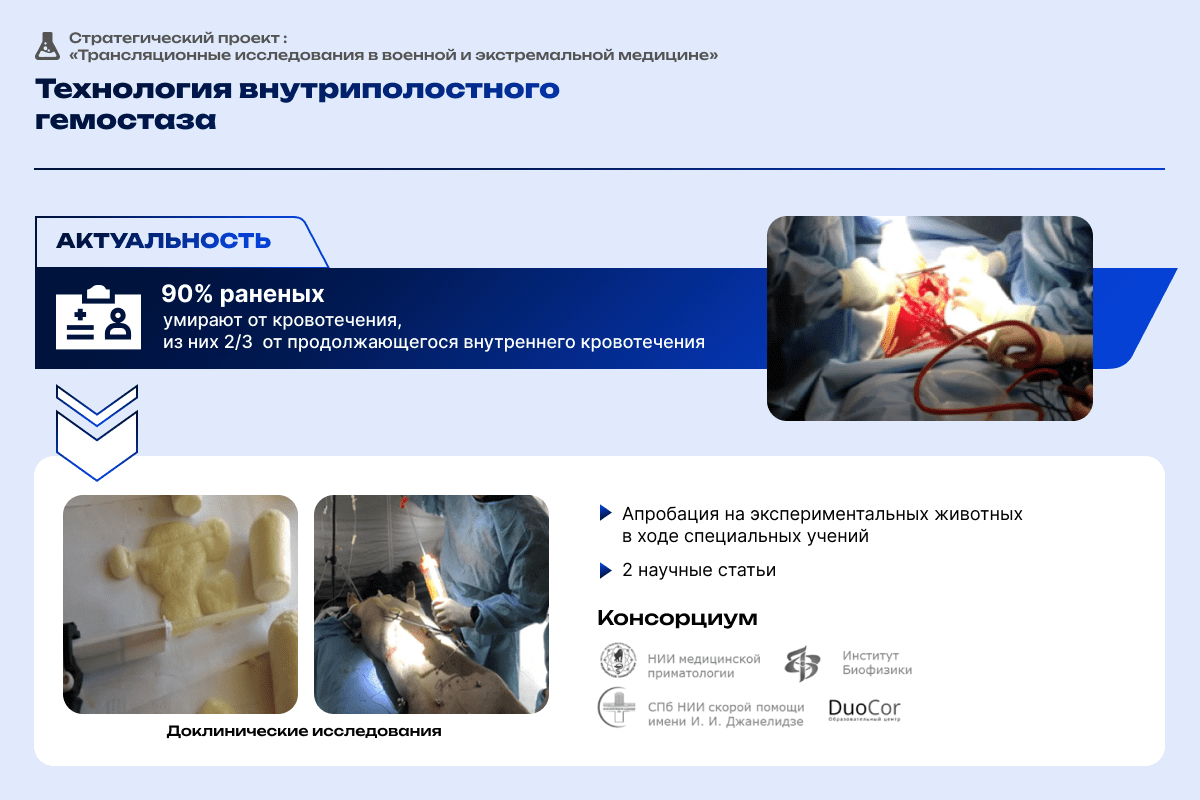 Стратегический проект :
«Трансляционные исследования в военной и экстремальной медицине»
Технология внутриполостного
гемостаза
АКТУАЛЬНОСТЬ
90% раненых
умирают от кровотечения,
из них 2/3 от продолжающегося внутреннего кровотечения
Апробация на экспериментальных животных
в ходе специальных учений
2 научные статьи
Консорциум
НИИ медицинской
приматологии
Институт
Биофизики
СПб НИИ скорой помощи
имени И. И. Джанелидзе
DuoCor
Образовательный центр
Доклинические исследования